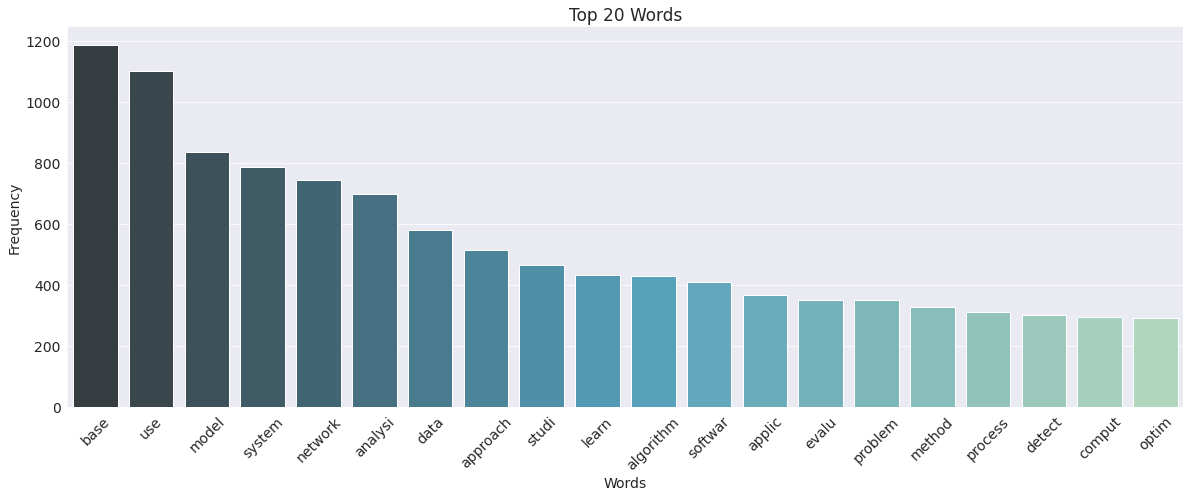 Top 20 Words
Frequency
1200
1000
800
600
400
200
0
base use model system network analysi data approach studi learn algorithm softwar applic evalu problem method process detect comput optim
Words